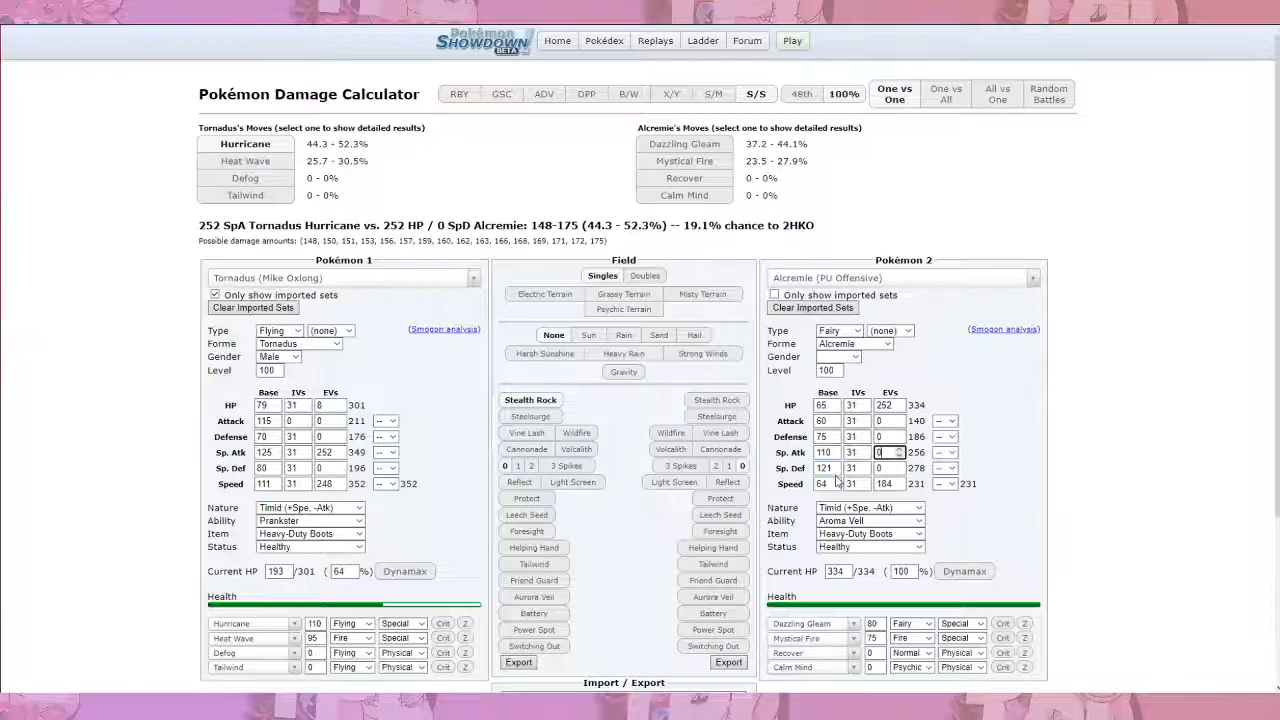 Pokémon SHOWDOWN BETA Home Pokédex Replays Ladder Forum Play
Pokémon Damage Calculator RBY GSC ADV DPP B/W X/Y S/M S/S 48th 100% One vs One One vs All All vs One Random Battles
Tornadus's Moves (select one to show detailed results) Alcremie's Moves (select one to show detailed results)
Hurricane 44.3 - 52.3% Dazzling Gleam 37.2 - 44.1%
Heat Wave 25.7 - 30.5% Mystical Fire 23.5 - 27.9%
Defog 0 - 0% Recover 0 - 0%
Tailwind 0 - 0% Calm Mind 0 - 0%
252 SpA Tornadus Hurricane vs. 252 HP / 0 SpD Alcremie: 148-175 (44.3 - 52.3%) -- 19.1% chance to 2HKO
Possible damage amounts: (148, 150, 151, 153, 156, 157, 159, 160, 162, 163, 166, 168, 169, 171, 172, 175)
Pokémon 1
Tornadus (Mike Oxlong)
Only show imported sets
Clear Imported Sets
Type Flying (none) (Smogon analysis)
Forme Tornadus
Gender Male
Level 100
Base IVs EVs
HP 79 31 8 301
Attack 115 0 0 211 --
Defense 70 31 0 176 --
Sp. Atk 125 31 252 349 --
Sp. Def 80 31 0 196 --
Speed 111 31 248 352 -- 352
Nature Timid (+Spe, -Atk)
Ability Prankster
Item Heavy-Duty Boots
Status Healthy
Current HP 193 /301 ( 64 %) Dynamax
Health
Hurricane 110 Flying Special Crit Z
Heat Wave 95 Fire Special Crit Z
Defog 0 Flying Physical Crit Z
Tailwind 0 Flying Physical Crit Z
Field
Singles Doubles
Electric Terrain Grassy Terrain Misty Terrain
Psychic Terrain
None Sun Rain Sand Hail
Harsh Sunshine Heavy Rain Strong Winds
Gravity
Stealth Rock Stealth Rock
Steelsurge Steelsurge
Vine Lash Wildfire Wildfire Vine Lash
Cannonade Volcalith Volcalith Cannonade
0 1 2 3 Spikes 3 Spikes 2 1 0
Reflect Light Screen Light Screen Reflect
Protect Protect
Leech Seed Leech Seed
Foresight Foresight
Helping Hand Helping Hand
Tailwind Tailwind
Friend Guard Friend Guard
Aurora Veil Aurora Veil
Battery Battery
Power Spot Power Spot
Switching Out Switching Out
Export Export
Import / Export
Pokémon 2
Alcremie (PU Offensive)
Only show imported sets
Clear Imported Sets
Type Fairy (none) (Smogon analysis)
Forme Alcremie
Gender
Level 100
Base IVs EVs
HP 65 31 252 334
Attack 60 31 0 140 --
Defense 75 31 0 186 --
Sp. Atk 110 31 0 256 --
Sp. Def 121 31 0 278 --
Speed 64 31 184 231 -- 231
Nature Timid (+Spe, -Atk)
Ability Aroma Veil
Item Heavy-Duty Boots
Status Healthy
Current HP 334 /334 ( 100 %) Dynamax
Health
Dazzling Gleam 80 Fairy Special Crit Z
Mystical Fire 75 Fire Special Crit Z
Recover 0 Normal Physical Crit Z
Calm Mind 0 Psychic Physical Crit Z